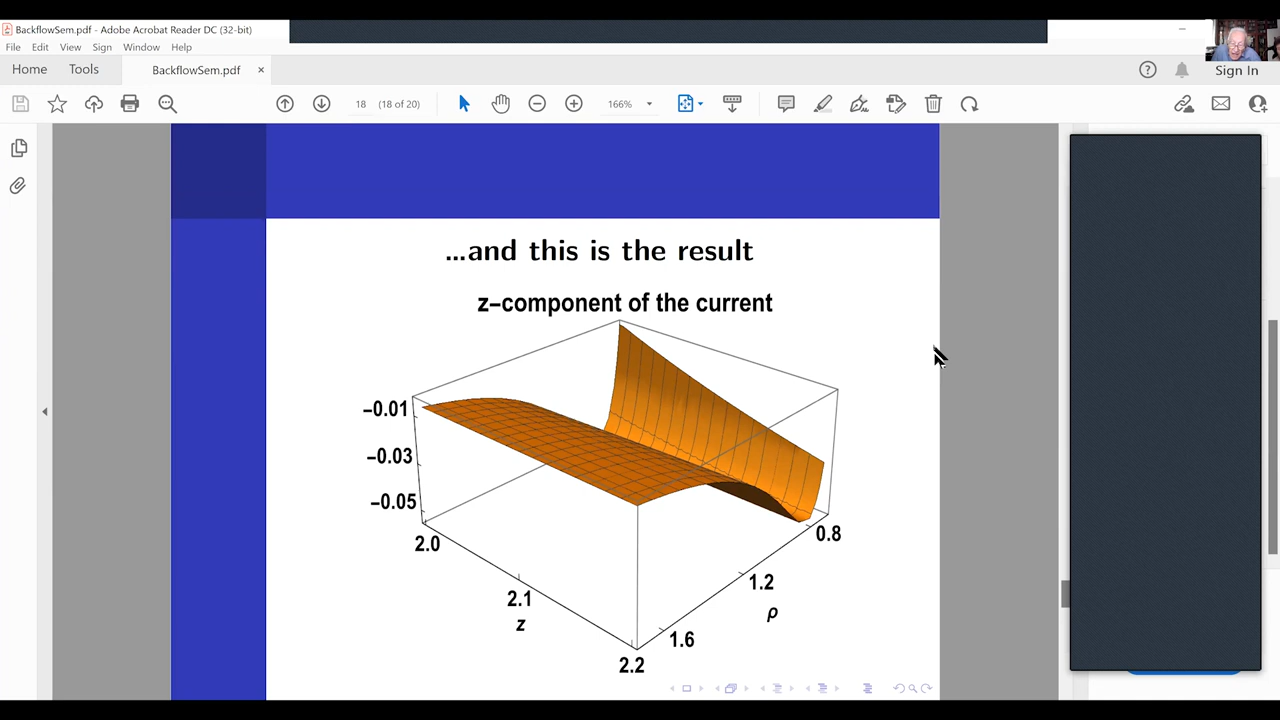 BackflowSem.pdf - Adobe Acrobat Reader DC (32-bit)
File Edit View Sign Window Help
Home Tools BackflowSem.pdf × Sign In
18 (18 of 20) 166%
...and this is the result
z−component of the current
−0.01
−0.03
−0.05
2.0
2.1
z
2.2
0.8
1.2
ρ
1.6